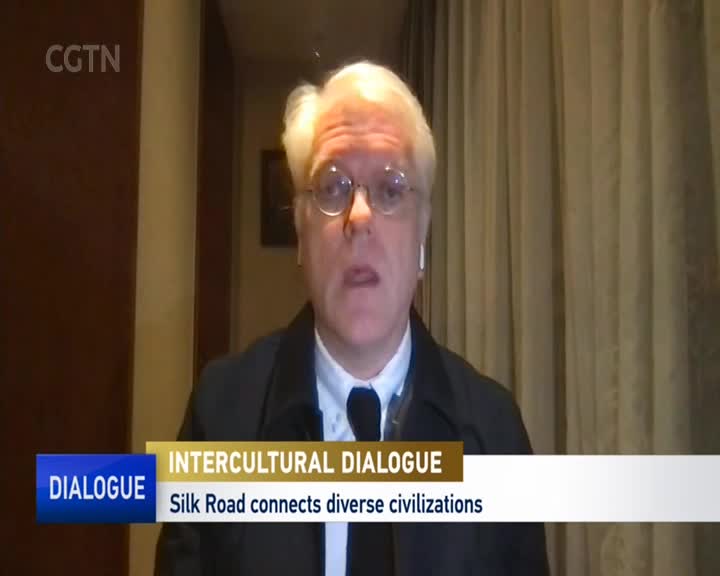 CGTN
INTERCULTURAL DIALOGUE
DIALOGUE
Silk Road connects diverse civilizations